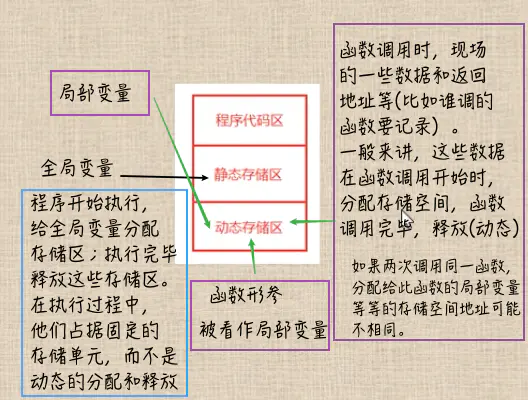 局部变量
全局变量
程序开始执行,
给全局变量分配
存储区;执行完毕
释放这些存储区。
在执行过程中,
他们占据固定的
存储单元,而不是
动态的分配和释放
程序代码区
静态存储区
动态存储区
函数形参
被看作局部变量
函数调用时,现场
的一些数据和返回
地址等(比如谁调的
函数要记录)。
一般来讲,这些数据
在函数调用开始时,
分配存储空间,函数
调用完毕,释放(动态)
如果两次调用同一函数,
分配给此函数的局部变量
等等的存储空间地址可能
不相同。